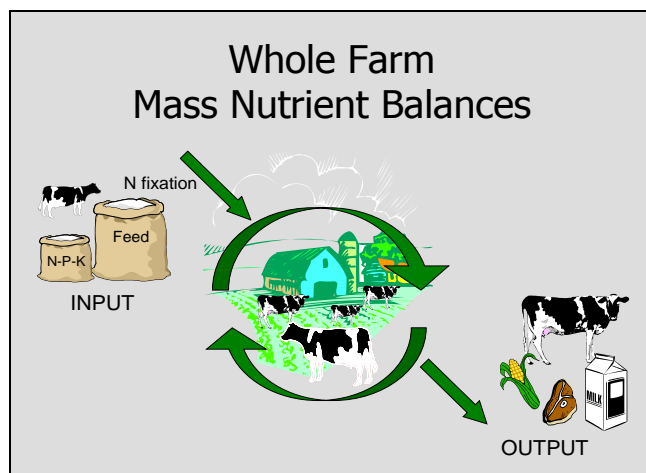 Whole Farm
Mass Nutrient Balances
N fixation
Feed
N-P-K
INPUT
MILK
OUTPUT